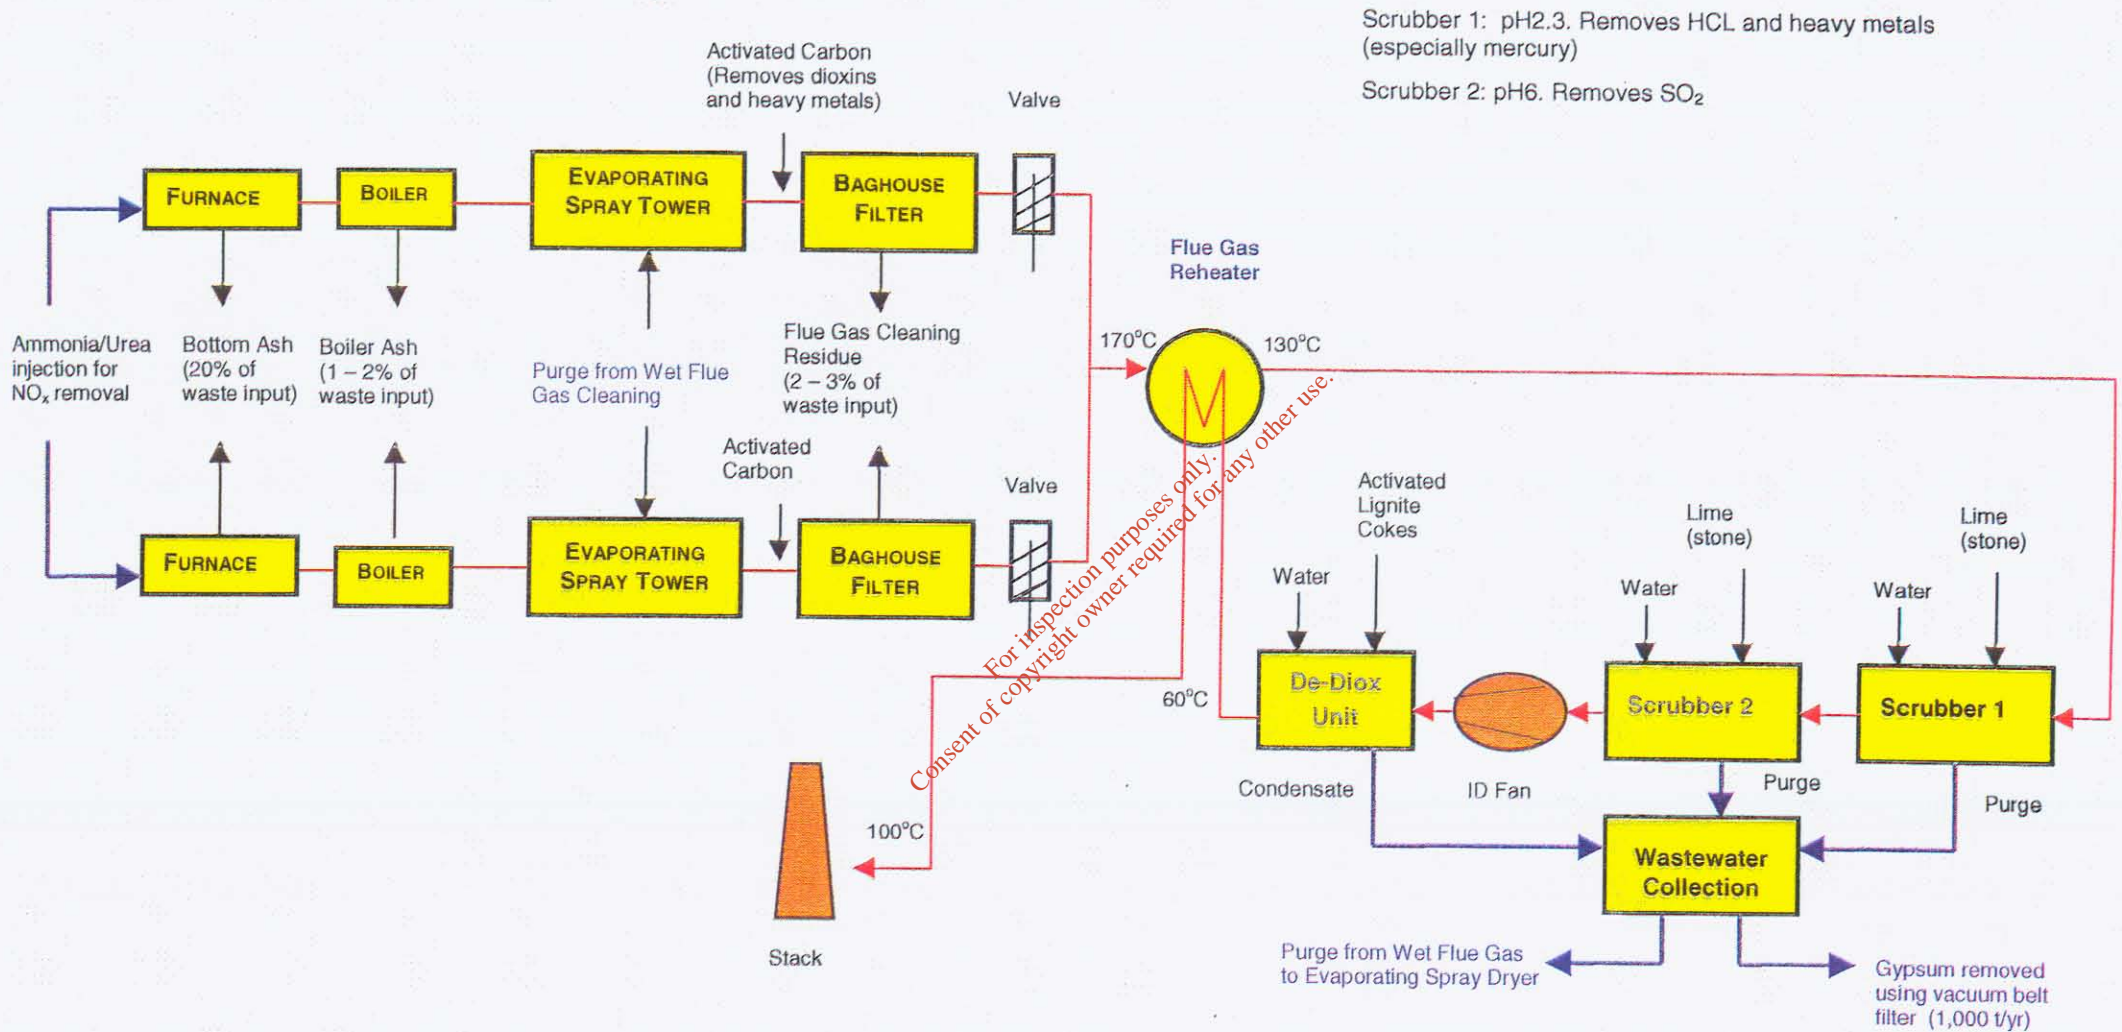 Scrubber 1: pH2.3. Removes HCL and heavy metals
(especially mercury)
Scrubber 2: pH6. Removes SO₂
Activated Carbon
(Removes dioxins
and heavy metals)
Valve
FURNACE
BOILER
EVAPORATING
SPRAY TOWER
BAGHOUSE
FILTER
Flue Gas
Reheater
Ammonia/Urea
injection for
NOₓ removal
Bottom Ash
(20% of
waste input)
Boiler Ash
(1 – 2% of
waste input)
Purge from Wet Flue
Gas Cleaning
Flue Gas Cleaning
Residue
(2 – 3% of
waste input)
170°C
130°C
Activated
Carbon
Valve
FURNACE
BOILER
EVAPORATING
SPRAY TOWER
BAGHOUSE
FILTER
For inspection purposes only.
Consent of copyright owner required for any other use.
Activated
Lignite
Cokes
Water
Lime
(stone)
Water
Lime
(stone)
Water
60°C
De-Diox
Unit
Scrubber 2
Scrubber 1
Condensate
ID Fan
Purge
Purge
100°C
Stack
Wastewater
Collection
Purge from Wet Flue Gas
to Evaporating Spray Dryer
Gypsum removed
using vacuum belt
filter (1,000 t/yr)